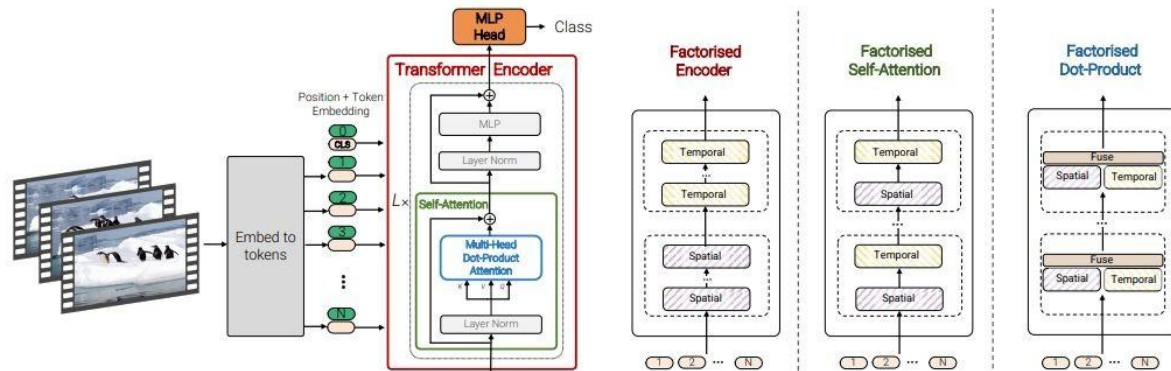 MLP
Head
Class
Transformer Encoder
Position + Token
Embedding
0
CLS
1
2
3
...
N
Embed to
tokens
L×
MLP
Layer Norm
Self-Attention
Multi-Head
Dot-Product
Attention
K V Q
Layer Norm
Factorised
Encoder
Temporal
...
Temporal
Spatial
...
Spatial
1 2 ... N
Factorised
Self-Attention
Temporal
Spatial
...
Temporal
Spatial
1 2 ... N
Factorised
Dot-Product
Fuse
Spatial Temporal
...
Fuse
Spatial Temporal
1 2 ... N